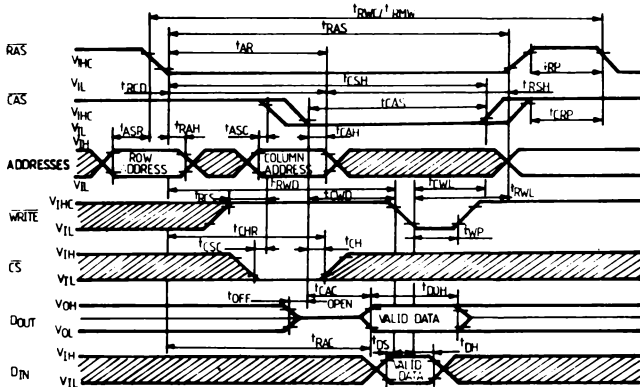 tRWC/tRMW
tRAS
tAR
RAS
VIHC
VIL
tRCD
tCSH
tRP
tRSH
CAS
tCAS
VIHC
VIL
tASR
tRAH
tASC
tCAH
tCRP
VIH
ADDRESSES
ROW
ADDRESS
COLUMN
ADDRESS
VIL
tRWD
tCWL
tRCS
tCWD
tRWL
VIHC
WRITE
VIL
tCHR
tWP
tCSC
tCH
VIH
CS
VIL
tCAC
tDOH
VOH
tOFF
OPEN
DOUT
VALID DATA
VOL
tRAC
tDS
tDH
VIH
DIN
VALID
DATA
VIL